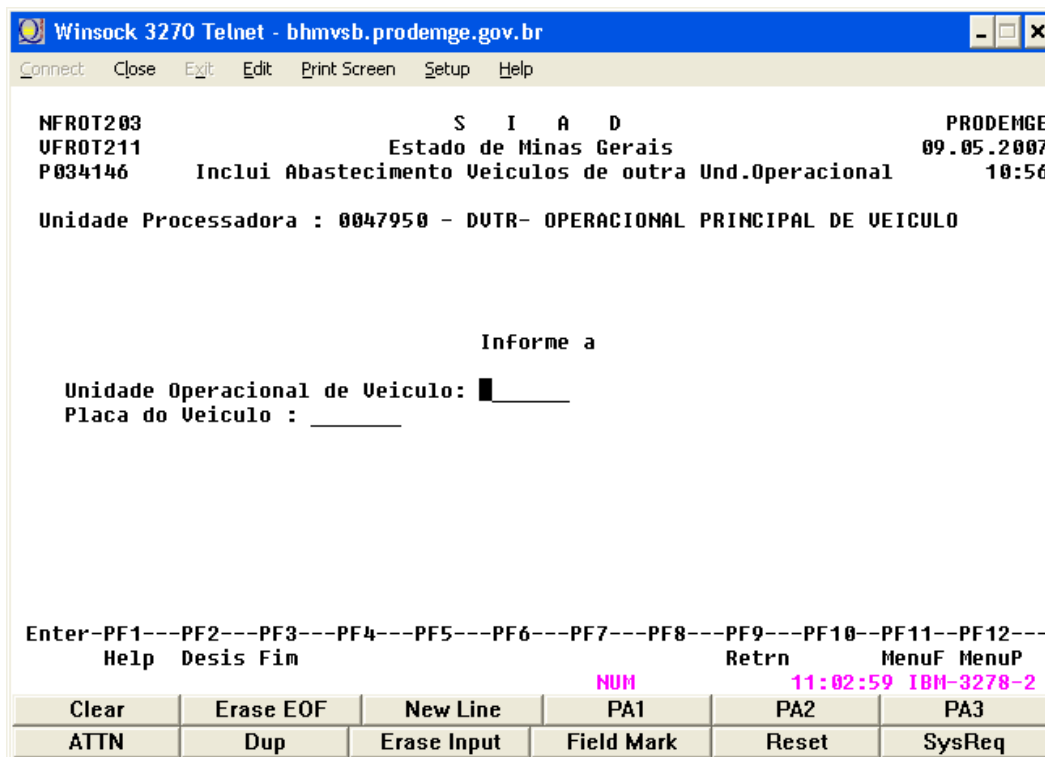 Winsock 3270 Telnet - bhmvsb.prodemge.gov.br
Connect Close Exit Edit Print Screen Setup Help
NFROT203 S I A D PRODEMGE
VFROT211 Estado de Minas Gerais 09.05.2007
P034146 Inclui Abastecimento Veiculos de outra Und.Operacional 10:56
Unidade Processadora : 0047950 - DVTR- OPERACIONAL PRINCIPAL DE VEICULO
Informe a
Unidade Operacional de Veiculo: _______
Placa do Veiculo : _______
Enter-PF1---PF2---PF3---PF4---PF5---PF6---PF7---PF8---PF9---PF10--PF11--PF12---
Help Desis Fim Retrn MenuF MenuP
NUM 11:02:59 IBM-3278-2
Clear Erase EOF New Line PA1 PA2 PA3
ATTN Dup Erase Input Field Mark Reset SysReq